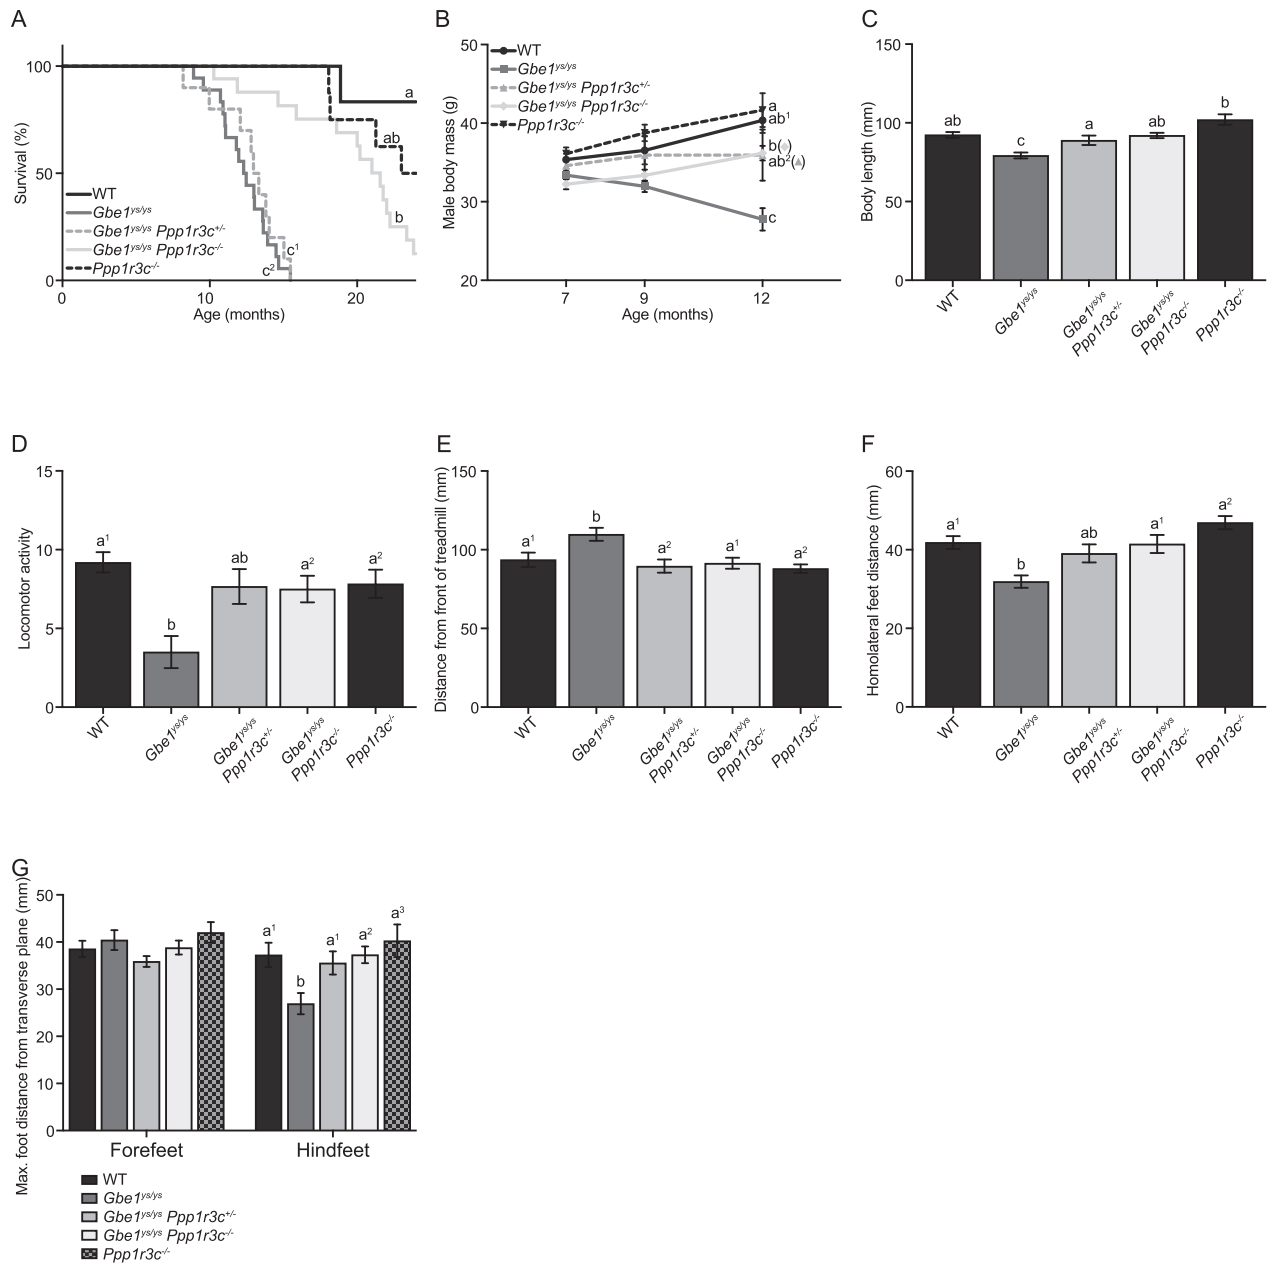 A
Survival (%)
100
50
0
0
10
20
Age (months)
WT
Gbe1ys/ys
Gbe1ys/ys Ppp1r3c+/-
Gbe1ys/ys Ppp1r3c-/-
Ppp1r3c-/-
a
ab
b
c1
c2
B
Male body mass (g)
50
40
30
20
7
9
12
Age (months)
WT
Gbe1ys/ys
Gbe1ys/ys Ppp1r3c+/-
Gbe1ys/ys Ppp1r3c-/-
Ppp1r3c-/-
a
ab1
b(◆)
ab2(▲)
c
C
Body length (mm)
150
100
50
0
ab
c
a
ab
b
WT
Gbe1ys/ys
Gbe1ys/ys
Ppp1r3c+/-
Gbe1ys/ys
Ppp1r3c-/-
Ppp1r3c-/-
D
Locomotor activity
15
10
5
0
a1
b
ab
a2
a2
WT
Gbe1ys/ys
Gbe1ys/ys
Ppp1r3c+/-
Gbe1ys/ys
Ppp1r3c-/-
Ppp1r3c-/-
E
Distance from front of treadmill (mm)
150
100
50
0
a1
b
a2
a1
a2
WT
Gbe1ys/ys
Gbe1ys/ys
Ppp1r3c+/-
Gbe1ys/ys
Ppp1r3c-/-
Ppp1r3c-/-
F
Homolateral feet distance (mm)
60
40
20
0
a1
b
ab
a1
a2
WT
Gbe1ys/ys
Gbe1ys/ys
Ppp1r3c+/-
Gbe1ys/ys
Ppp1r3c-/-
Ppp1r3c-/-
G
Max. foot distance from transverse plane (mm)
50
40
30
20
10
0
a1
b
a1
a2
a3
Forefeet
Hindfeet
WT
Gbe1ys/ys
Gbe1ys/ys Ppp1r3c+/-
Gbe1ys/ys Ppp1r3c-/-
Ppp1r3c-/-